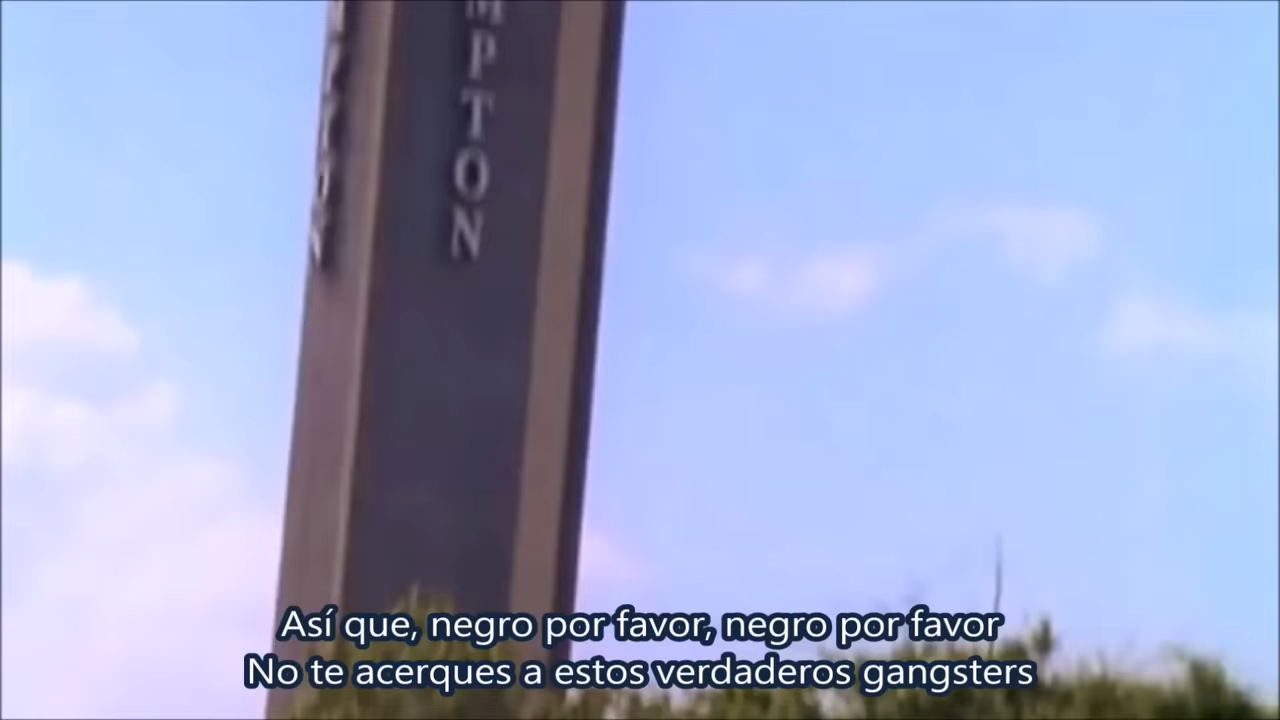 MPTON
Así que, negro por favor, negro por favor
No te acerques a estos verdaderos gangsters